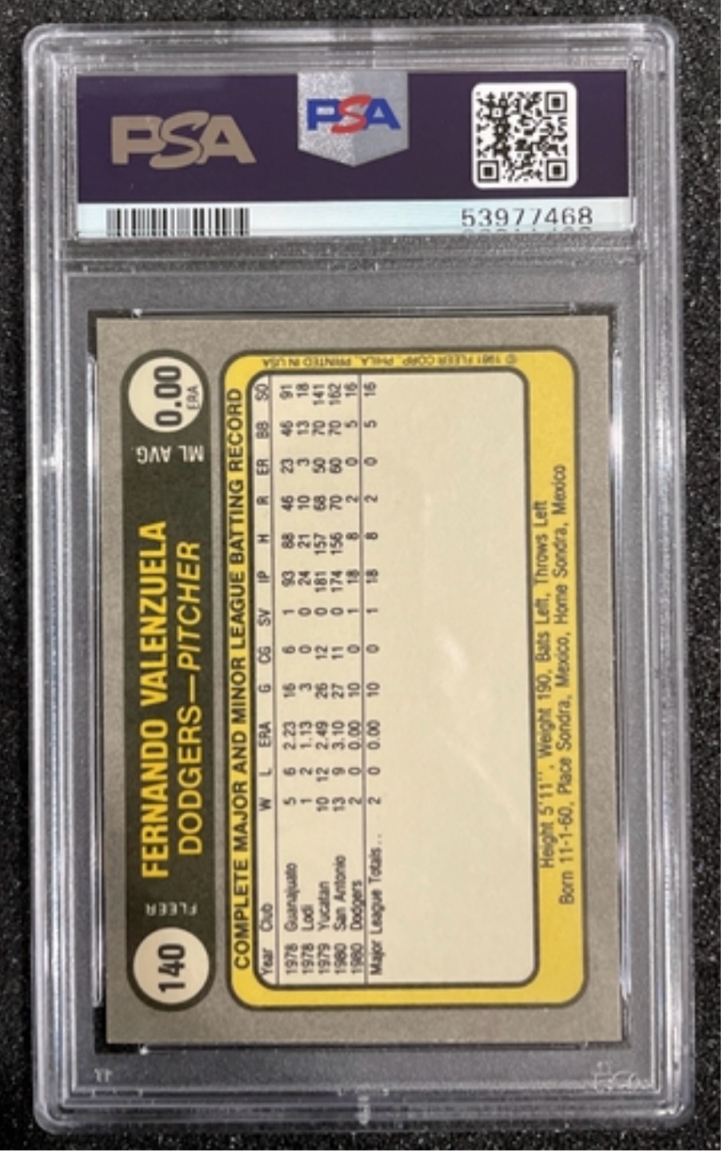 PSA
PSA
53977468
140
FLEER
FERNANDO VALENZUELA
DODGERS—PITCHER
ML AVG.
0.00
ERA
COMPLETE MAJOR AND MINOR LEAGUE BATTING RECORD
Year Club W L ERA G CG SV IP H R ER BB SO
1978 Guanajuato 5 6 2.23 16 6 1 93 88 46 23 46 91
1978 Lodi 1 2 1.13 3 0 0 24 21 10 3 13 18
1979 Yucatan 10 12 2.49 26 12 0 181 157 68 50 70 141
1980 San Antonio 13 9 3.10 27 11 0 174 156 70 60 70 162
1980 Dodgers 2 0 0.00 10 0 1 18 8 2 0 5 16
Major League Totals . . 2 0 0.00 10 0 1 18 8 2 0 5 16
Height 5'11", Weight 190, Bats Left, Throws Left
Born 11-1-60, Place Sondra, Mexico, Home Sondra, Mexico
© 1981 FLEER CORP., PHILA., PRINTED IN USA